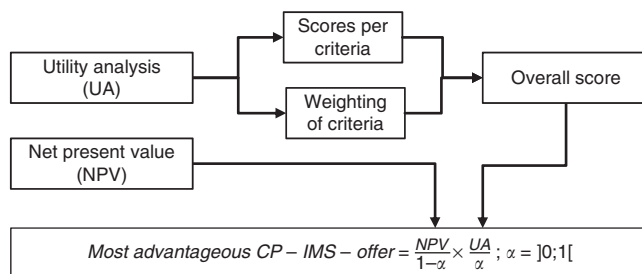 Scores per
criteria
Utility analysis
(UA)
Overall score
Weighting
of criteria
Net present value
(NPV)
Most advantageous CP – IMS – offer = NPV/1−α × UA/α ; α = ]0;1[